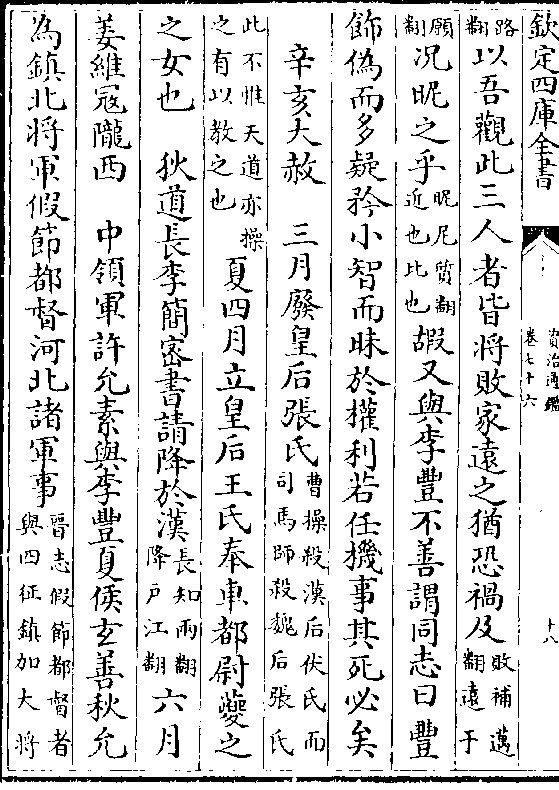 欽定四庫全書
資治通鑑
卷七十六
十八
路翻以吾觀此三人者皆將敗家遠之猶恐禍及敗補邁翻遠于
願翻况昵之乎昵尼質翻近也比也嘏又與李豐不善謂同志曰豐
飾偽而多疑矜小智而昧於權利若任機事其死必矣
辛亥大赦　三月廢皇后張氏曹操殺漢后伏氏而司馬師殺魏后張氏
此不惟天道亦操之有以教之也夏四月立皇后王氏奉車都尉夔之
之女也　狄道長李簡密書請降於漢長知兩翻降戸江翻六月
姜維冦隴西　中領軍許允素與李豐夏侯玄善秋允
為鎮北將軍假節都督河北諸軍事晉志假節都督者與四征鎮加大將